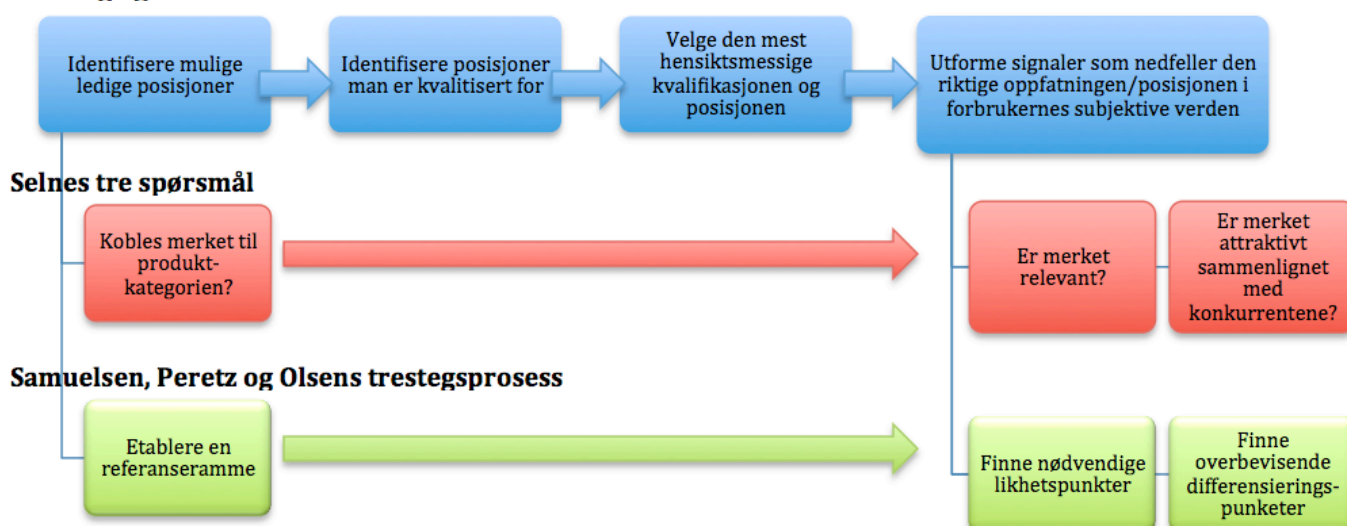 Identifisere mulige
ledige posisjoner
Identifisere posisjoner
man er kvalitisert for
Velge den mest
hensiktsmessige
kvalifikasjonen og
posisjonen
Utforme signaler som nedfeller den
riktige oppfatningen/posisjonen i
forbrukernes subjektive verden
Selnes tre spørsmål
Kobles merket til
produkt-
kategorien?
Er merket
relevant?
Er merket
attraktivt
sammenlignet
med
konkurrentene?
Samuelsen, Peretz og Olsens trestegsprosess
Etablere en
referanseramme
Finne nødvendige
likhetspunkter
Finne
overbevisende
differensierings-
punketer